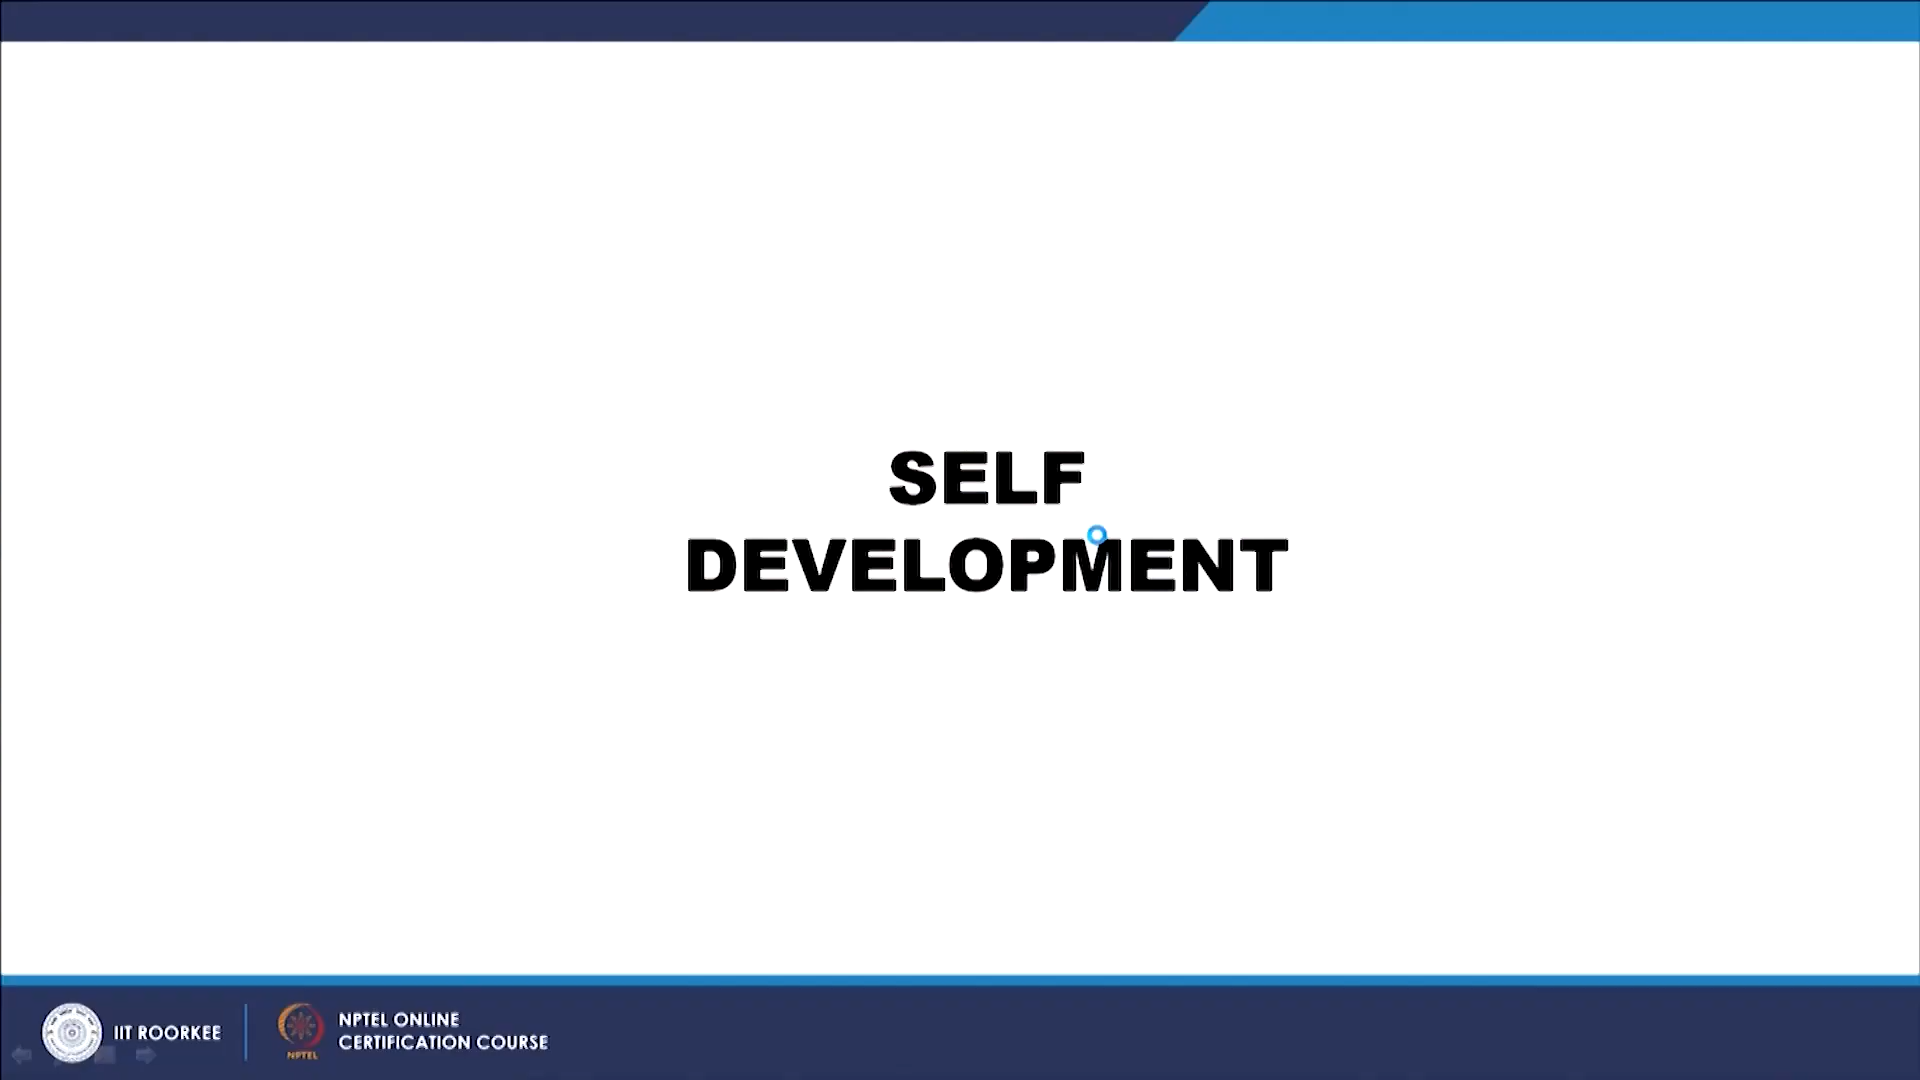 SELF
DEVELOPMENT
IIT ROORKEE
NPTEL
NPTEL ONLINE
CERTIFICATION COURSE